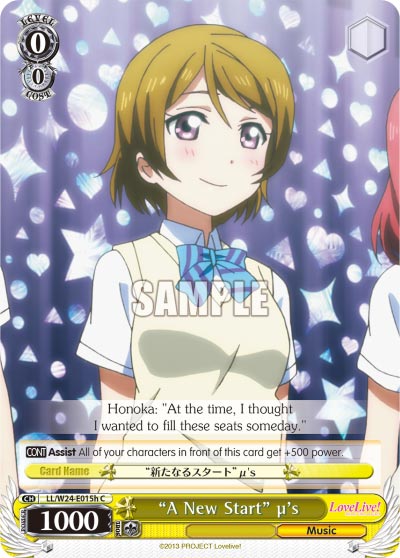 LEVEL
0
0
COST
SAMPLE
Honoka: "At the time, I thought
I wanted to fill these seats someday."
CONT Assist All of your characters in front of this card get +500 power.
Card Name
"新たなるスタート" μ's
CH LL/W24-E015h C
POWER
1000
SOUL
"A New Start" μ's
LoveLive!
Music
©2013 PROJECT Lovelive!